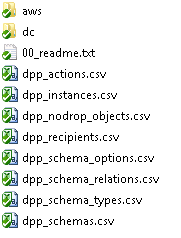 aws
dc
00_readme.txt
dpp_actions.csv
dpp_instances.csv
dpp_nodrop_objects.csv
dpp_recipients.csv
dpp_schema_options.csv
dpp_schema_relations.csv
dpp_schema_types.csv
dpp_schemas.csv